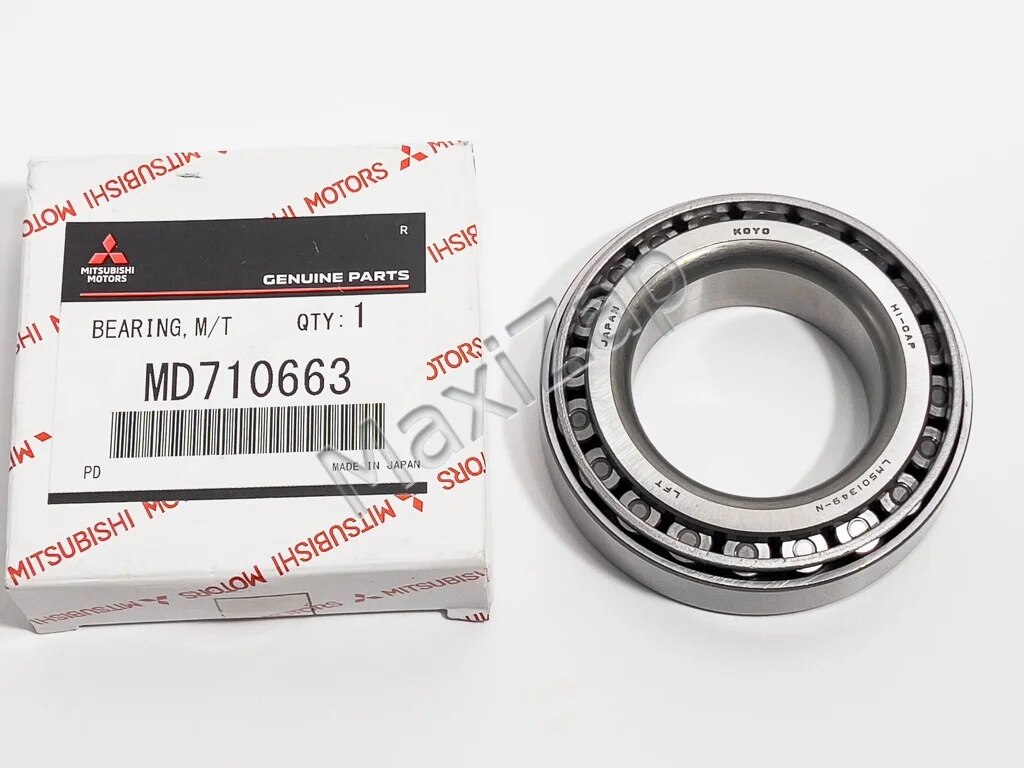 MITSUBISHI MOTORS
R
MITSUBISHI
MOTORS
GENUINE PARTS
BEARING, M/T QTY: 1
MD710663
PD
MADE IN JAPAN
MOTORS
MITSUBISHI MOTORS MITSUBISHI MOTORS
MITSUBISHI
KOYO
JAPAN
HI-CAP
LFT
LM501349-N
MaxiZap